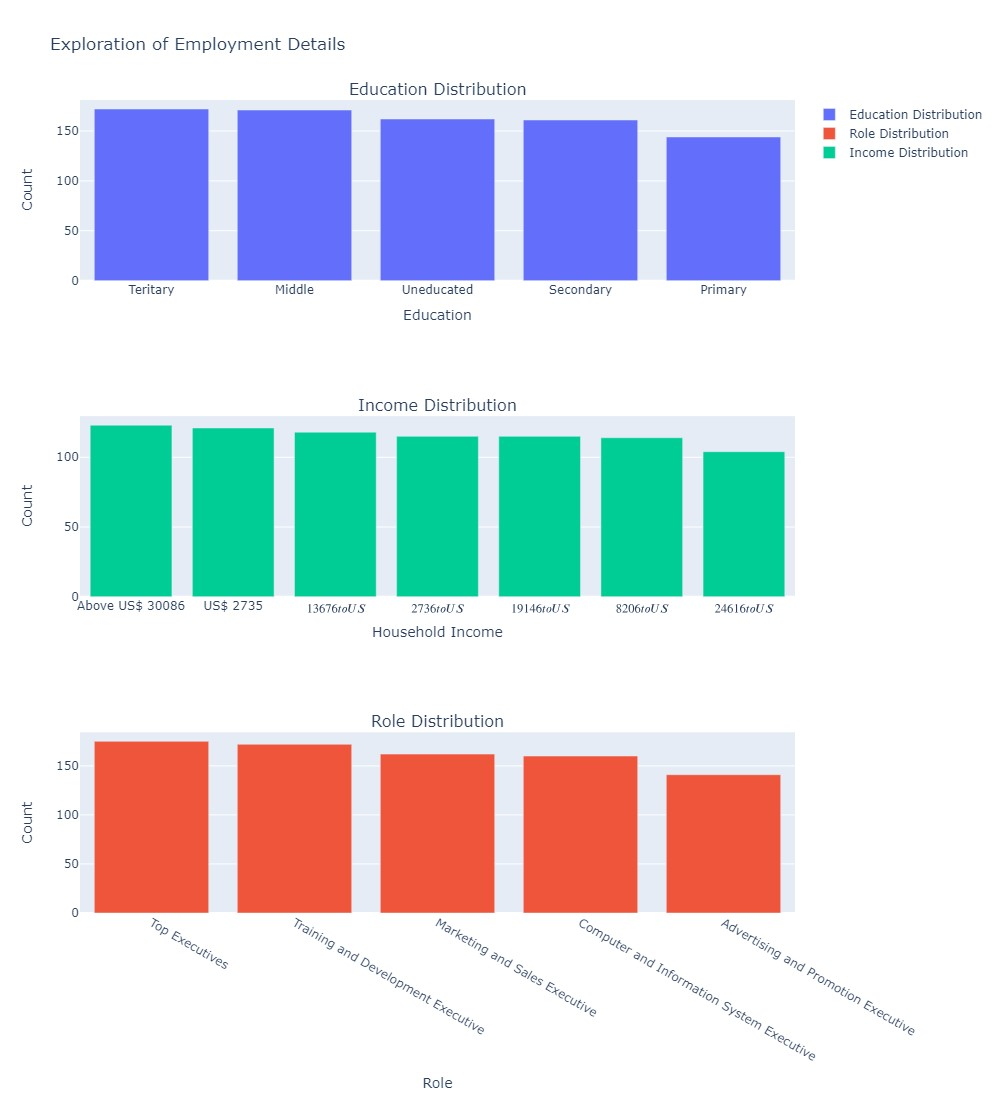 Exploration of Employment Details
Education Distribution
Education Distribution
Role Distribution
Income Distribution
Count
150
100
50
0
Teritary Middle Uneducated Secondary Primary
Education
Income Distribution
Count
100
50
0
Above US$ 30086 US$ 2735 13676toUS 2736toUS 19146toUS 8206toUS 24616toUS
Household Income
Role Distribution
Count
150
100
50
0
Top Executives
Training and Development Executive
Marketing and Sales Executive
Computer and Information System Executive
Advertising and Promotion Executive
Role